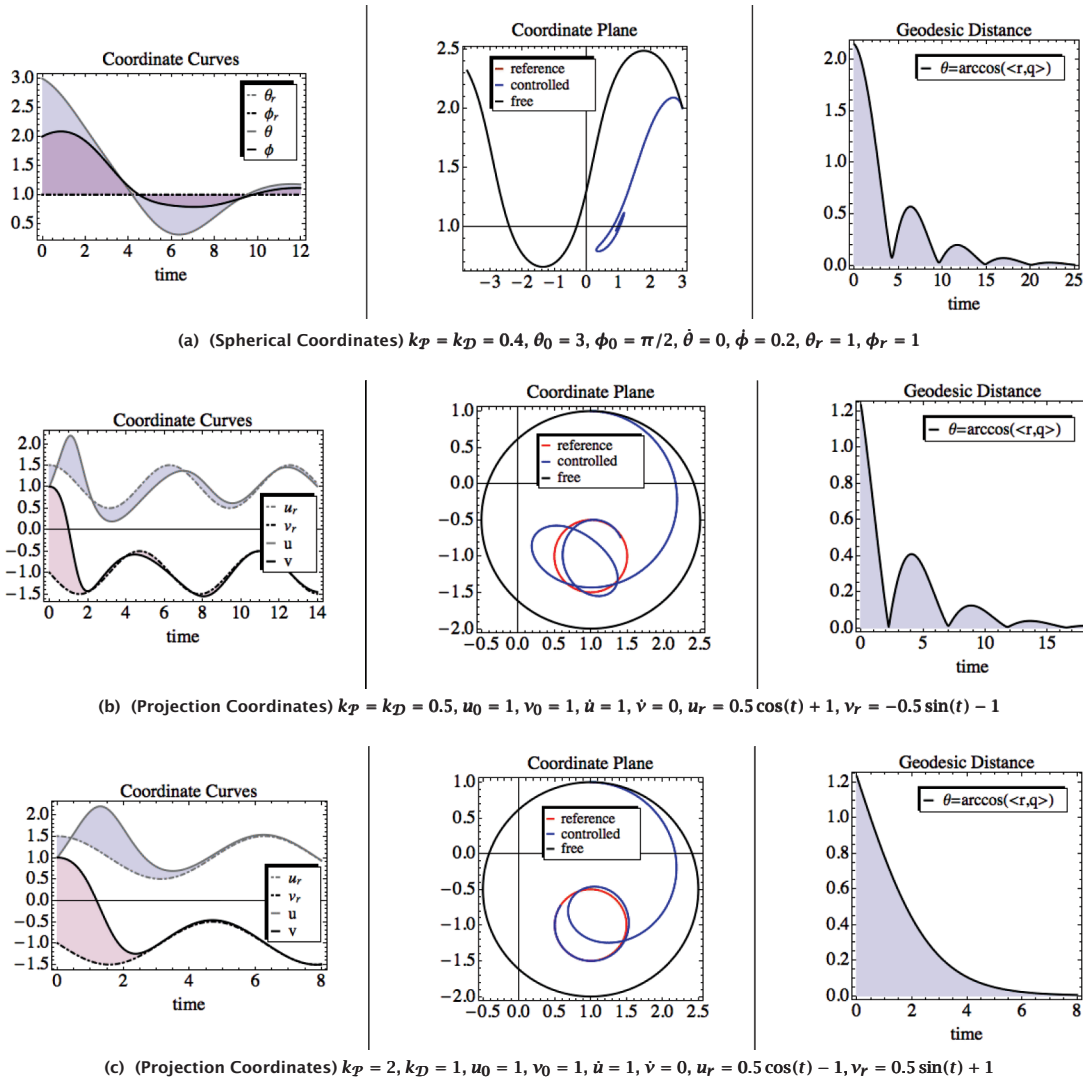 Coordinate Curves
3.0
2.5
2.0
1.5
1.0
0.5
0 2 4 6 8 10 12
time
θr
ϕr
θ
ϕ
Coordinate Plane
2.5
2.0
1.5
1.0
−3 −2 −1 0 1 2 3
reference
controlled
free
Geodesic Distance
2.0
1.5
1.0
0.5
0.0
0 5 10 15 20 25
time
θ=arccos(<r,q>)
(a) (Spherical Coordinates) k𝒫 = k𝒟 = 0.4, θ0 = 3, ϕ0 = π/2, θ̇ = 0, ϕ̇ = 0.2, θr = 1, ϕr = 1
Coordinate Curves
2.0
1.5
1.0
0.5
0.0
−0.5
−1.0
−1.5
0 2 4 6 8 10 12 14
time
ur
vr
u
v
Coordinate Plane
1.0
0.5
0.0
−0.5
−1.0
−1.5
−2.0
−0.5 0.0 0.5 1.0 1.5 2.0 2.5
reference
controlled
free
Geodesic Distance
1.2
1.0
0.8
0.6
0.4
0.2
0.0
0 5 10 15
time
θ=arccos(<r,q>)
(b) (Projection Coordinates) k𝒫 = k𝒟 = 0.5, u0 = 1, v0 = 1, u̇ = 1, v̇ = 0, ur = 0.5 cos(t) + 1, vr = −0.5 sin(t) − 1
Coordinate Curves
2.0
1.5
1.0
0.5
0.0
−0.5
−1.0
−1.5
0 2 4 6 8
time
ur
vr
u
v
Coordinate Plane
1.0
0.5
0.0
−0.5
−1.0
−1.5
−2.0
−0.5 0.0 0.5 1.0 1.5 2.0 2.5
reference
controlled
free
Geodesic Distance
1.2
1.0
0.8
0.6
0.4
0.2
0.0
0 2 4 6 8
time
θ=arccos(<r,q>)
(c) (Projection Coordinates) k𝒫 = 2, k𝒟 = 1, u0 = 1, v0 = 1, u̇ = 1, v̇ = 0, ur = 0.5 cos(t) − 1, vr = 0.5 sin(t) + 1